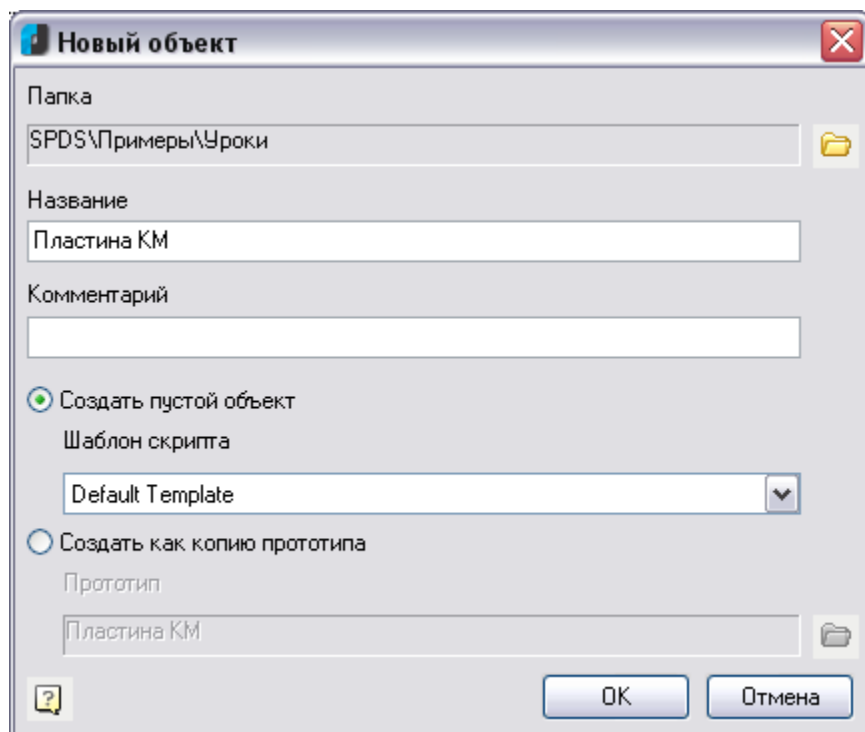 Новый объект
Папка
SPDS\Примеры\Уроки
Название
Пластина КМ
Комментарий
Создать пустой объект
Шаблон скрипта
Default Template
Создать как копию прототипа
Прототип
Пластина КМ
? OK Отмена